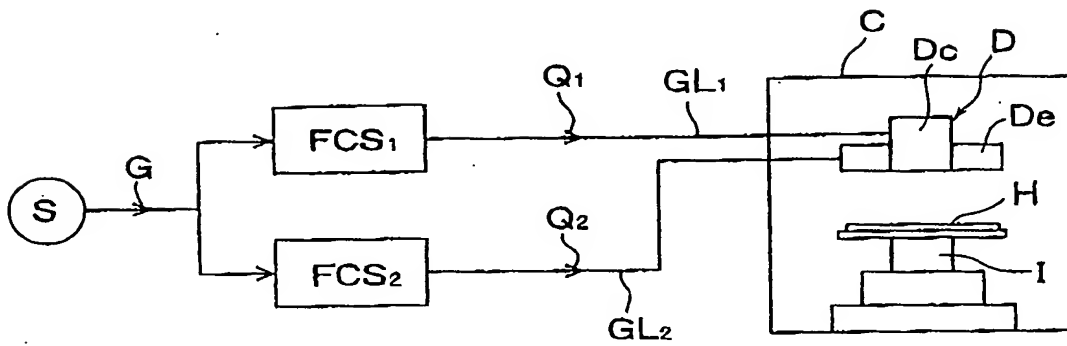 C
Dc
D
Q₁
GL₁
De
FCS₁
G
S
H
Q₂
FCS₂
I
GL₂